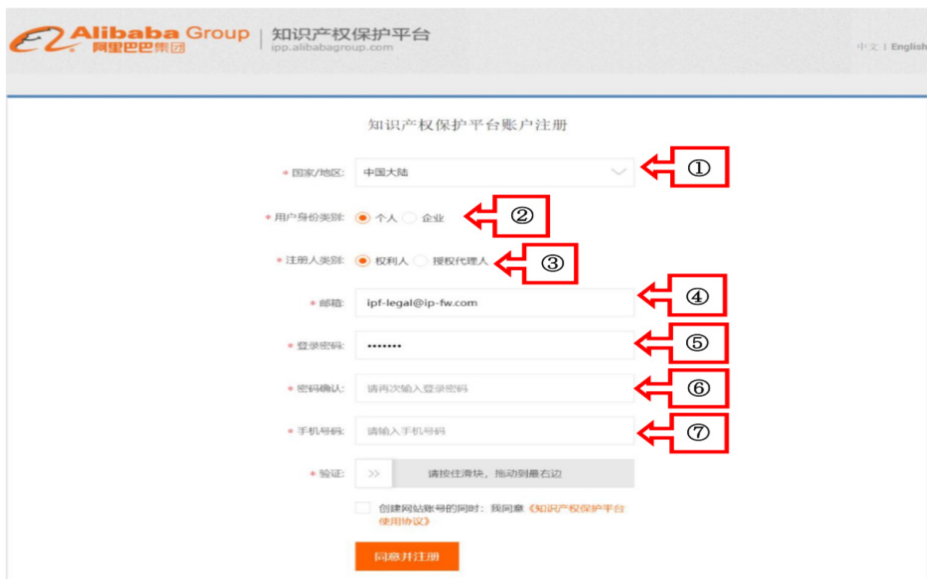 Alibaba Group
阿里巴巴集团
知识产权保护平台
ipp.alibabagroup.com
中文 | English
知识产权保护平台账户注册
* 国家/地区: 中国大陆 ①
* 用户身份类别: 个人 企业 ②
* 注册人类别: 权利人 授权代理人 ③
* 邮箱: ipf-legal@ip-fw.com ④
* 登录密码: ••••••• ⑤
* 密码确认: 请再次输入登录密码 ⑥
* 手机号码: 请输入手机号码 ⑦
* 验证: >> 请按住滑块，拖动到最右边
创建网站账号的同时：我同意《知识产权保护平台
使用协议》
同意并注册